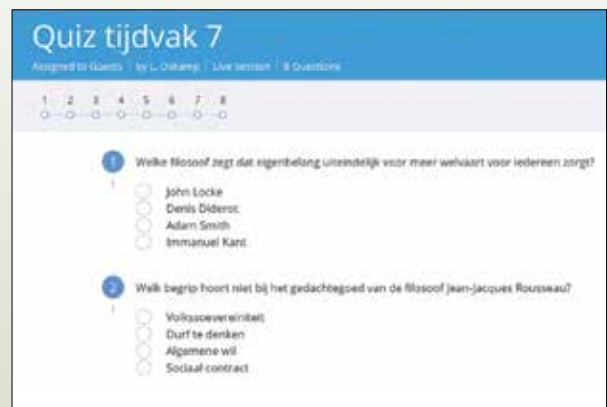 Quiz tijdvak 7
Assigned to Guests | by L. Oskamp | Live Session | 8 Questions
1 2 3 4 5 6 7 8
1 Welke filosoof zegt dat eigenbelang uiteindelijk voor meer welvaart voor iedereen zorgt?
John Locke
Denis Diderot
Adam Smith
Immanuel Kant
2 Welk begrip hoort niet bij het gedachtegoed van de filosoof Jean-Jacques Rousseau?
Volkssoevereiniteit
Durf te denken
Algemene wil
Sociaal contract